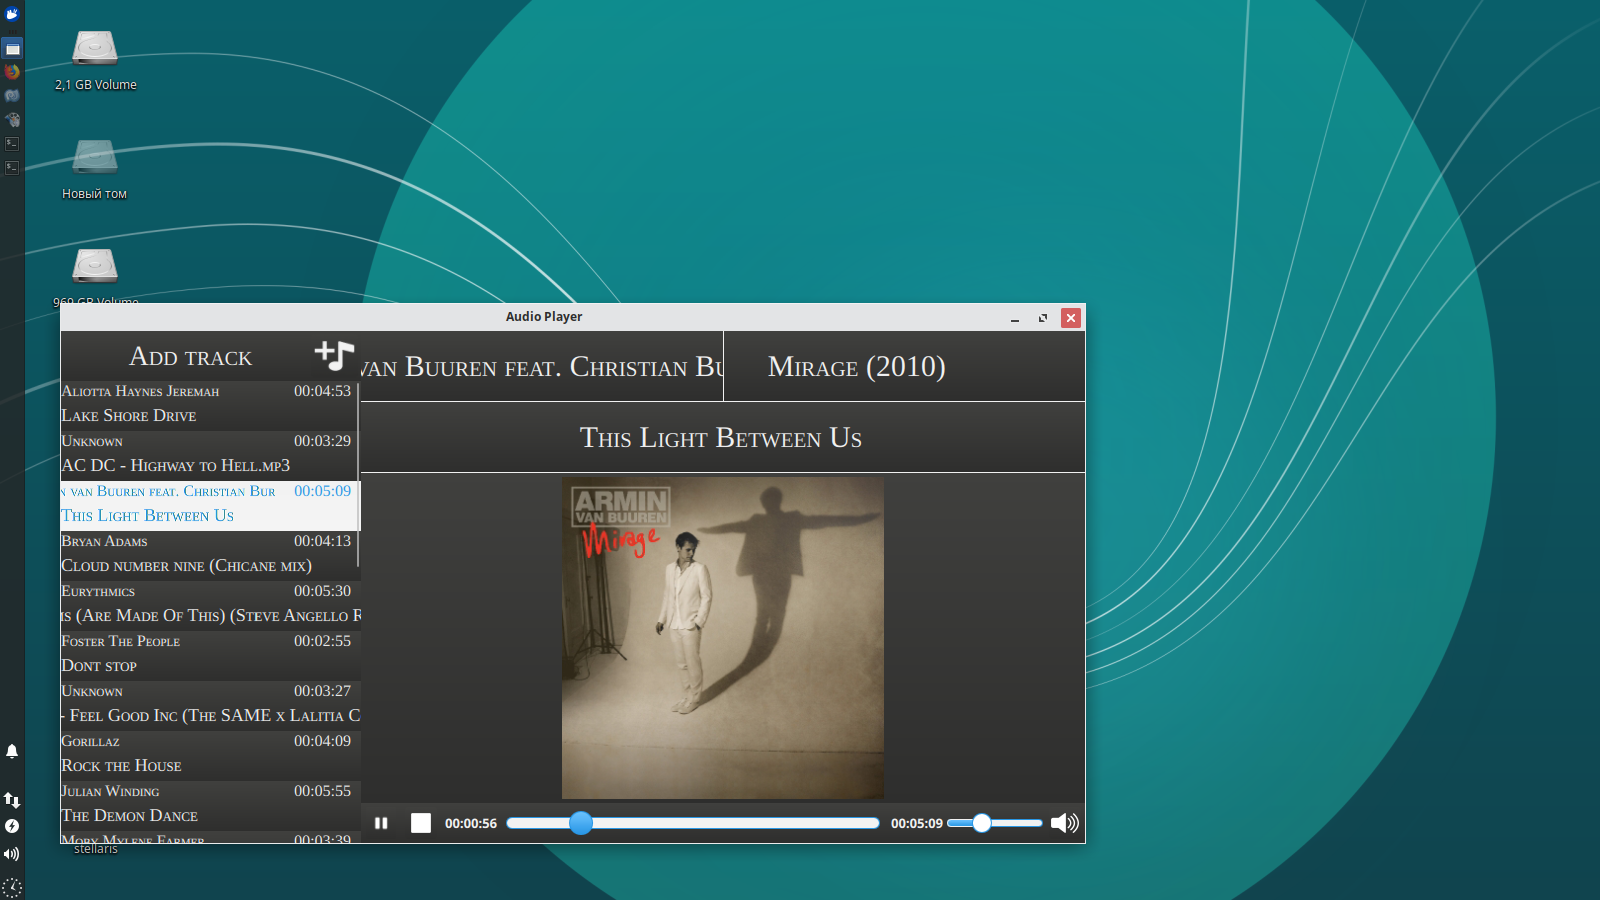 2,1 GB Volume
Новый том
969 GB Volume
Audio Player
Add track
van Buuren feat. Christian Bu
Mirage (2010)
This Light Between Us
Aliotta Haynes Jeremah 00:04:53
Lake Shore Drive
Unknown 00:03:29
AC DC - Highway to Hell.mp3
n van Buuren feat. Christian Bur 00:05:09
This Light Between Us
Bryan Adams 00:04:13
Cloud number nine (Chicane mix)
Eurythmics 00:05:30
ms (Are Made Of This) (Steve Angello R
Foster The People 00:02:55
Dont stop
Unknown 00:03:27
- Feel Good Inc (The SAME x Lalitia C
Gorillaz 00:04:09
Rock the House
Julian Winding 00:05:55
The Demon Dance
Moby Mylene Farmer 00:03:39
ARMIN
VAN BUUREN
Mirage
00:00:56
00:05:09
stellaris